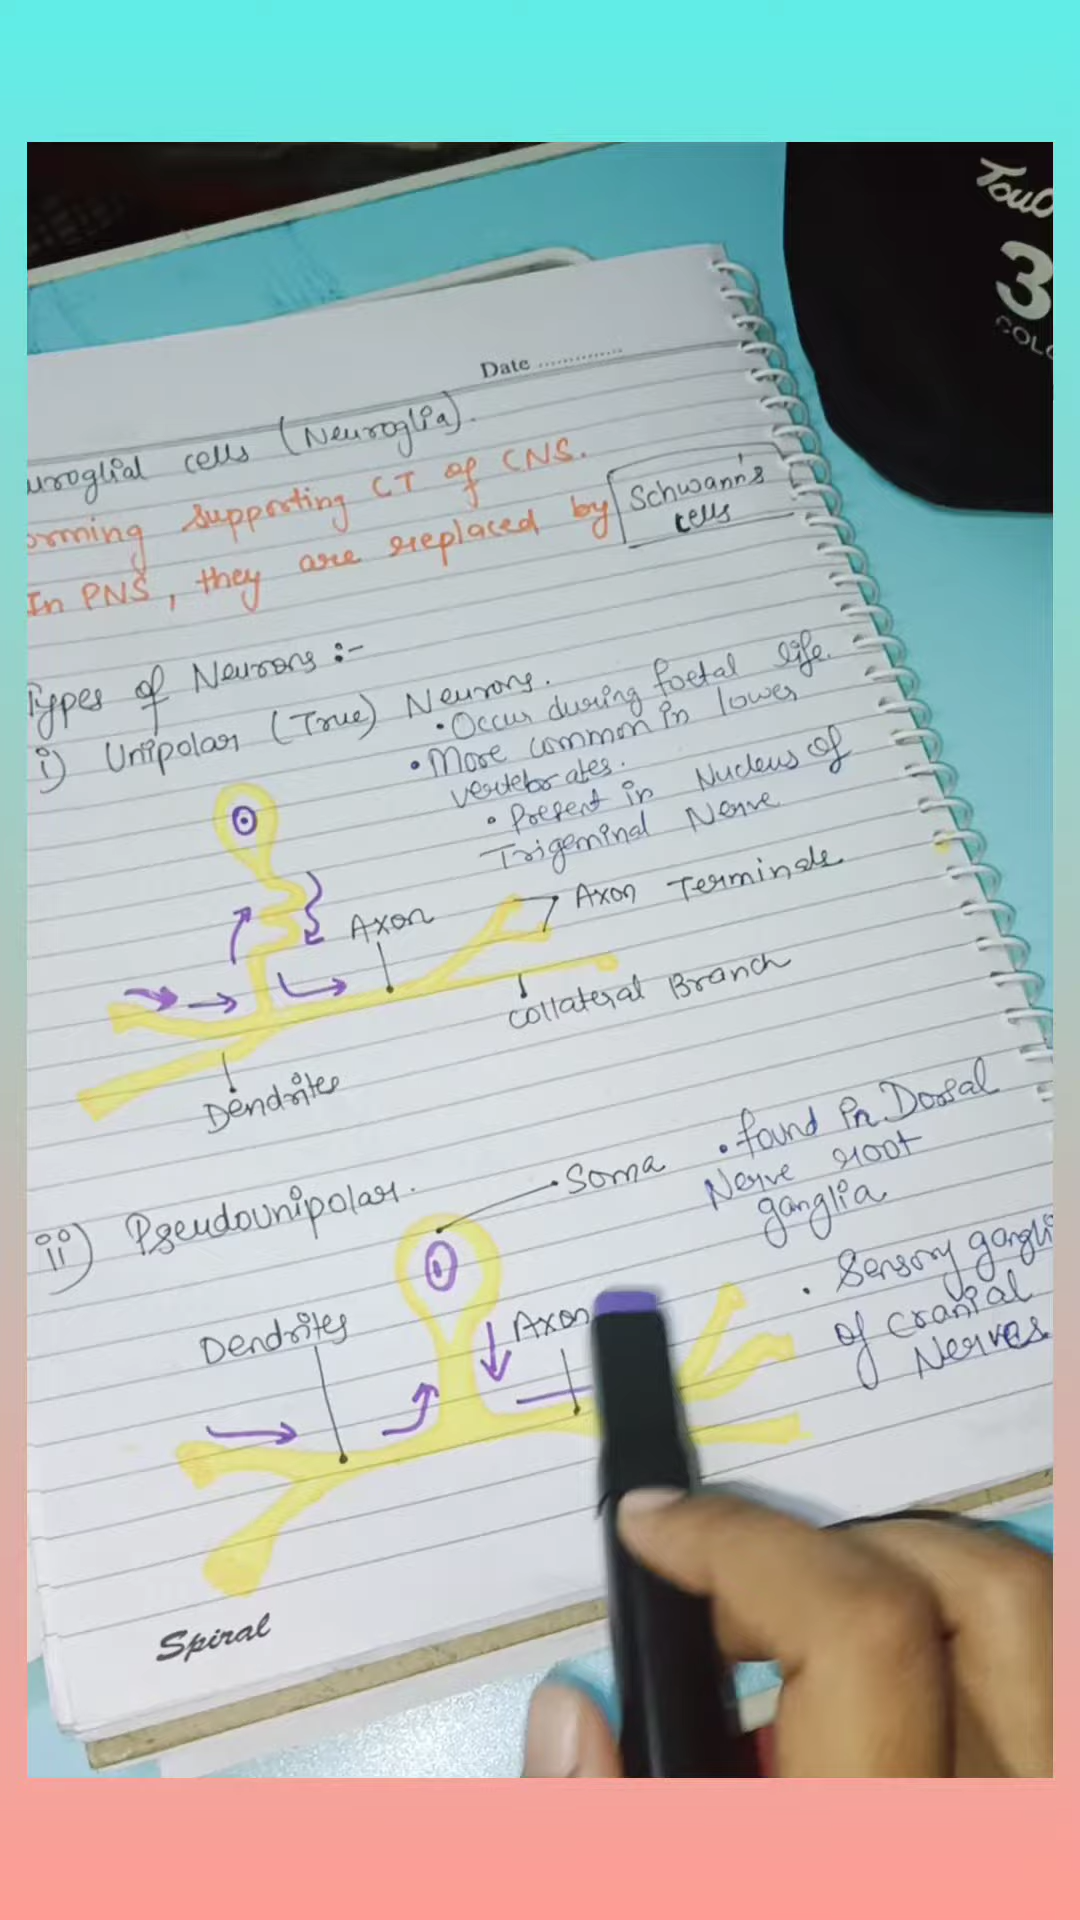 Date
uroglial cells (Neuroglia).
orming supporting CT of CNS.
In PNS, they are replaced by
Schwann's
cells
Types of Neurons :-
i) Unipolar (True) Neurons.
• Occur during foetal life.
• More common in lower
vertebrates.
• Present in Nucleus of
Trigeminal Nerve
Axon
Axon Terminals
Collateral Branch
Dendrites
ii) Pseudounipolar.
Soma
• found in Dorsal
Nerve root
ganglia
• Sensory gangli
of cranial
Nerves
Dendrites
Axon
Spiral
TouC
3
COLO